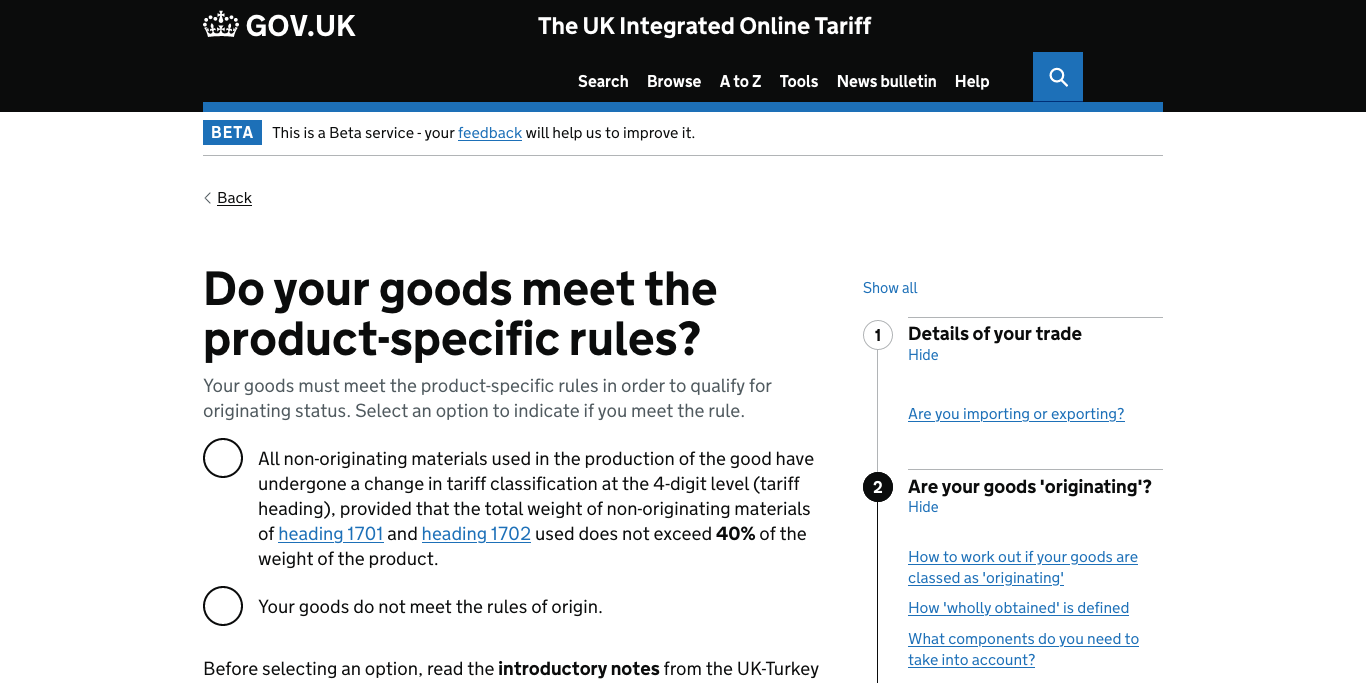 GOV.UK
The UK Integrated Online Tariff
Search Browse A to Z Tools News bulletin Help
BETA This is a Beta service - your feedback will help us to improve it.
Back
Do your goods meet the
product-specific rules?
Your goods must meet the product-specific rules in order to qualify for
originating status. Select an option to indicate if you meet the rule.
All non-originating materials used in the production of the good have
undergone a change in tariff classification at the 4-digit level (tariff
heading), provided that the total weight of non-originating materials
of heading 1701 and heading 1702 used does not exceed 40% of the
weight of the product.
Your goods do not meet the rules of origin.
Before selecting an option, read the introductory notes from the UK-Turkey
Show all
1 Details of your trade
Hide
Are you importing or exporting?
2 Are your goods 'originating'?
Hide
How to work out if your goods are
classed as 'originating'
How 'wholly obtained' is defined
What components do you need to
take into account?